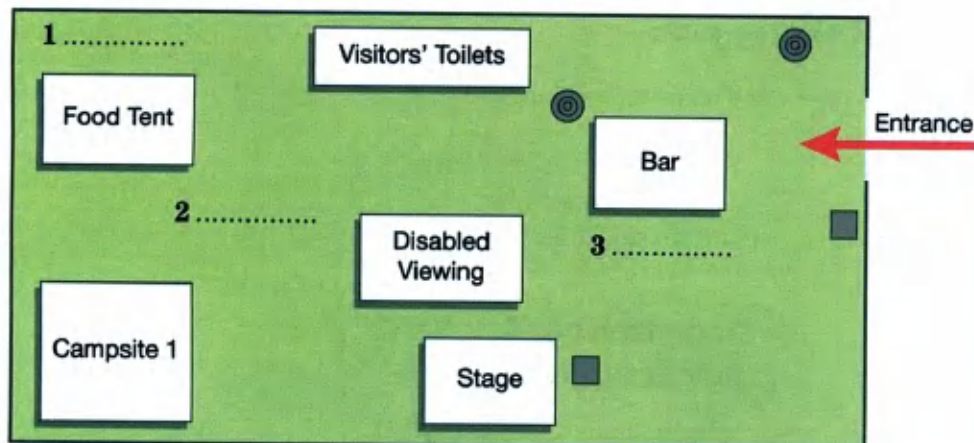 1 ...............
Visitors' Toilets
Food Tent
Entrance
Bar
2 ...............
Disabled
Viewing
3 ...............
Campsite 1
Stage